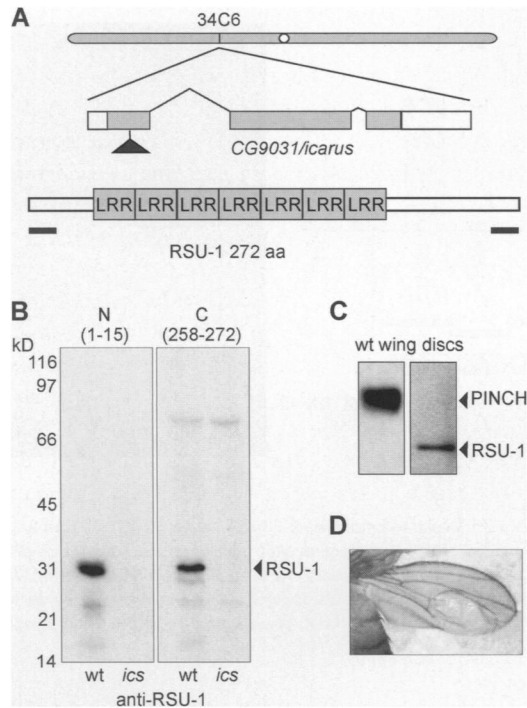 A
34C6
CG9031/icarus
LRR LRR LRR LRR LRR LRR LRR
RSU-1 272 aa
B
N
(1-15)
C
(258-272)
kD
116
97
66
45
31
21
14
RSU-1
wt ics wt ics
anti-RSU-1
C
wt wing discs
PINCH
RSU-1
D